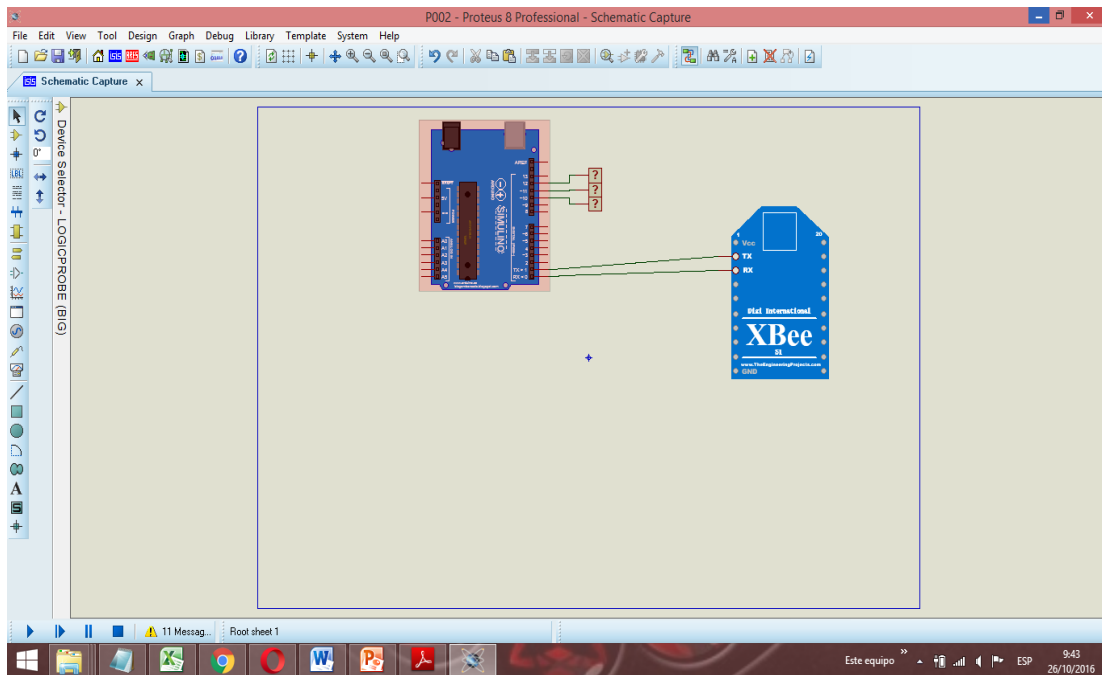 P002 - Proteus 8 Professional - Schematic Capture
File Edit View Tool Design Graph Debug Library Template System Help
Schematic Capture x
0°
LBL
A
S
Device Selector - LOGICPROBE (BIG)
AREF
13
12
~11
~10
~9
8
7
~6
~5
4
~3
2
TX > 1
RX < 0
RESET
5V
A0
A1
A2
A3
A4
A5
ARDUINO
SIMULINO
?
?
?
1
20
Vcc
TX
RX
Digi International
XBee
S1
www.TheEngineeringProjects.com
GND
11 Messag...
Root sheet 1
Este equipo
ESP
9:43
26/10/2016